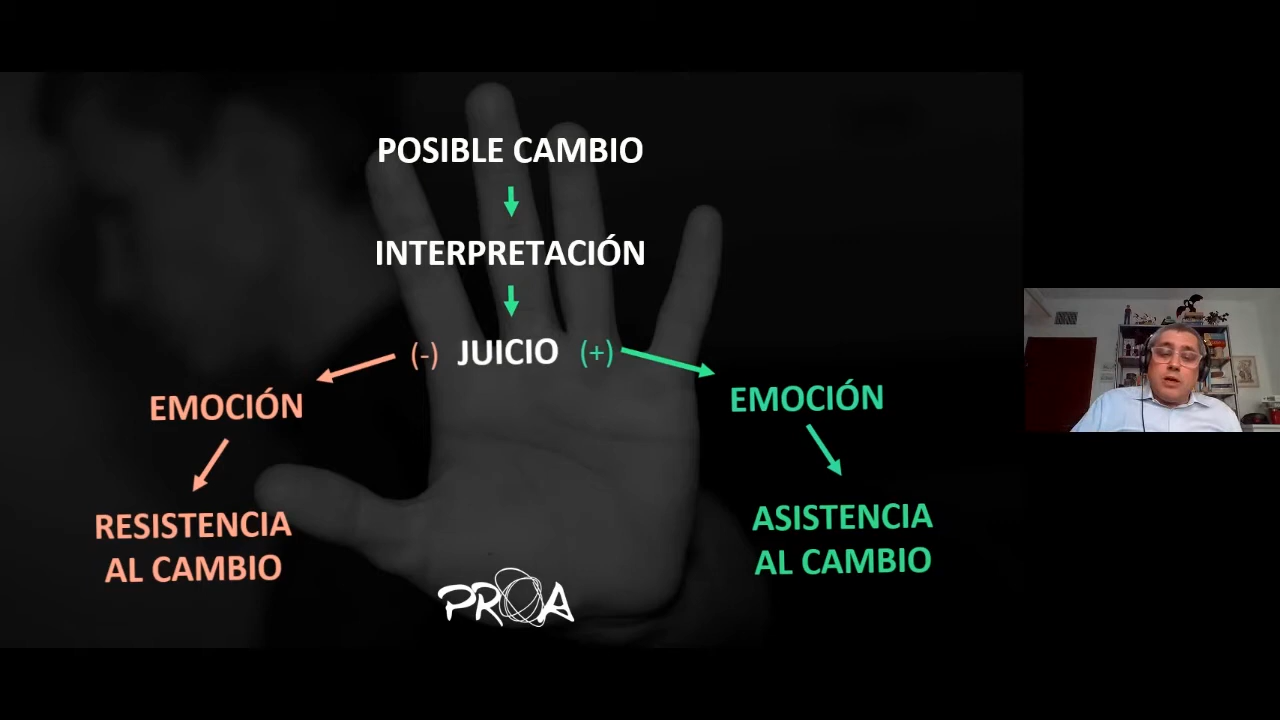 POSIBLE CAMBIO
INTERPRETACIÓN
(-) JUICIO (+)
EMOCIÓN
EMOCIÓN
RESISTENCIA
AL CAMBIO
ASISTENCIA
AL CAMBIO
PROA